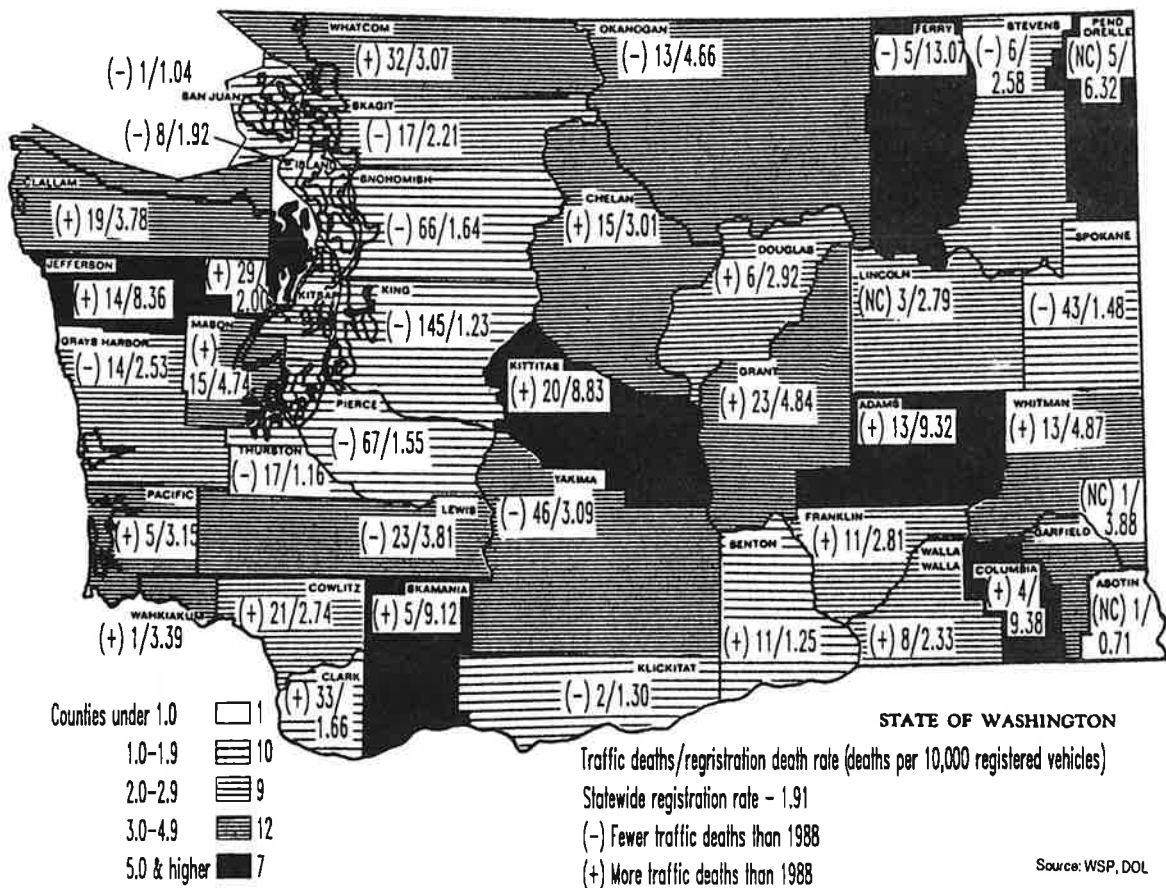 WHATCOM
(+) 32/3.07
OKANOGAN
(-) 13/4.66
FERRY
(-) 5/13.07
STEVENS
(-) 6/
2.58
PEND
OREILLE
(NC) 5/
6.32
(-) 1/1.04
SAN JUAN
SKAGIT
(-) 17/2.21
(-) 8/1.92
ISLAND
SNOHOMISH
(-) 66/1.64
CLALLAM
(+) 19/3.78
CHELAN
(+) 15/3.01
DOUGLAS
(+) 6/2.92
SPOKANE
(-) 43/1.48
LINCOLN
(NC) 3/2.79
JEFFERSON
(+) 14/8.36
(+) 29/
2.00
KITSAP
KING
(-) 145/1.23
MASON
(+)
15/4.74
GRAYS HARBOR
(-) 14/2.53
KITTITAS
(+) 20/8.83
GRANT
(+) 23/4.84
ADAMS
(+) 13/9.32
WHITMAN
(+) 13/4.87
PIERCE
(-) 67/1.55
THURSTON
(-) 17/1.16
YAKIMA
(-) 46/3.09
PACIFIC
(+) 5/3.15
LEWIS
(-) 23/3.81
FRANKLIN
(+) 11/2.81
BENTON
(+) 11/1.25
WALLA
WALLA
(+) 8/2.33
COLUMBIA
(+) 4/
9.38
(NC) 1/
3.88
GARFIELD
ASOTIN
(NC) 1/
0.71
COWLITZ
(+) 21/2.74
SKAMANIA
(+) 5/9.12
WAHKIAKUM
(+) 1/3.39
CLARK
(+) 33/
1.66
KLICKITAT
(-) 2/1.30
Counties under 1.0 1
1.0-1.9 10
2.0-2.9 9
3.0-4.9 12
5.0 & higher 7
STATE OF WASHINGTON
Traffic deaths/regristration death rate (deaths per 10,000 registered vehicles)
Statewide registration rate - 1.91
(-) Fewer traffic deaths than 1988
(+) More traffic deaths than 1988
Source: WSP, DOL